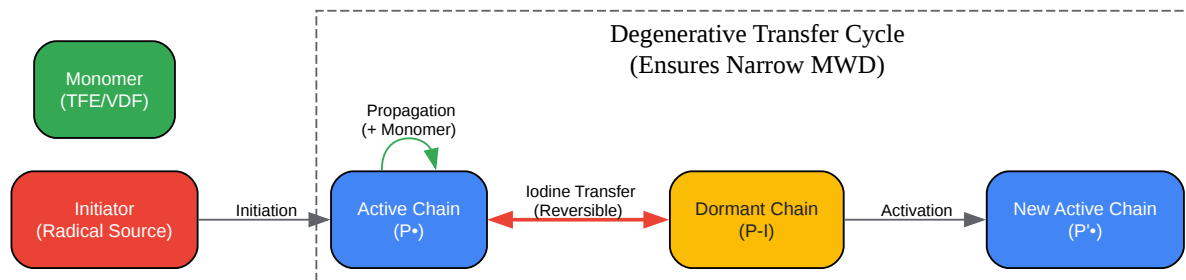 Degenerative Transfer Cycle
(Ensures Narrow MWD)
Monomer
(TFE/VDF)
Propagation
(+ Monomer)
Initiator
(Radical Source)
Initiation
Active Chain
(P•)
Iodine Transfer
(Reversible)
Dormant Chain
(P-I)
Activation
New Active Chain
(P'•)